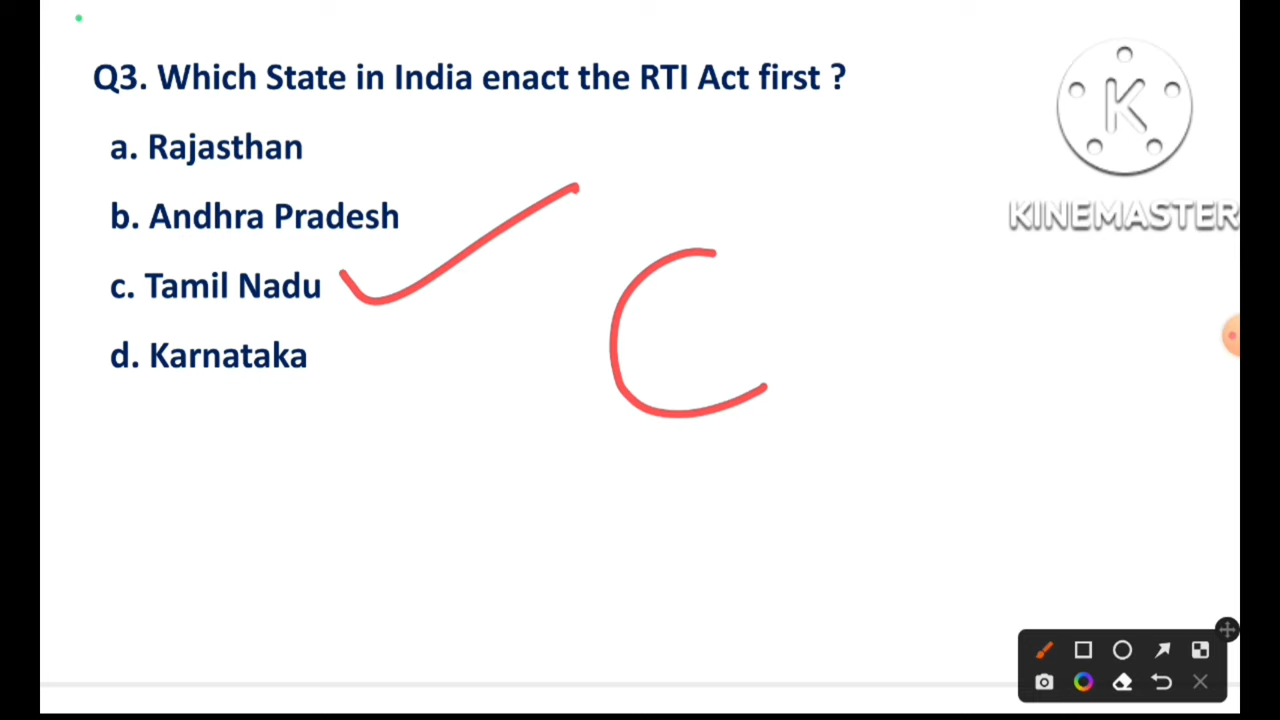 Q3. Which State in India enact the RTI Act first ?
a. Rajasthan
b. Andhra Pradesh
c. Tamil Nadu
d. Karnataka
C
K
KINEMASTER